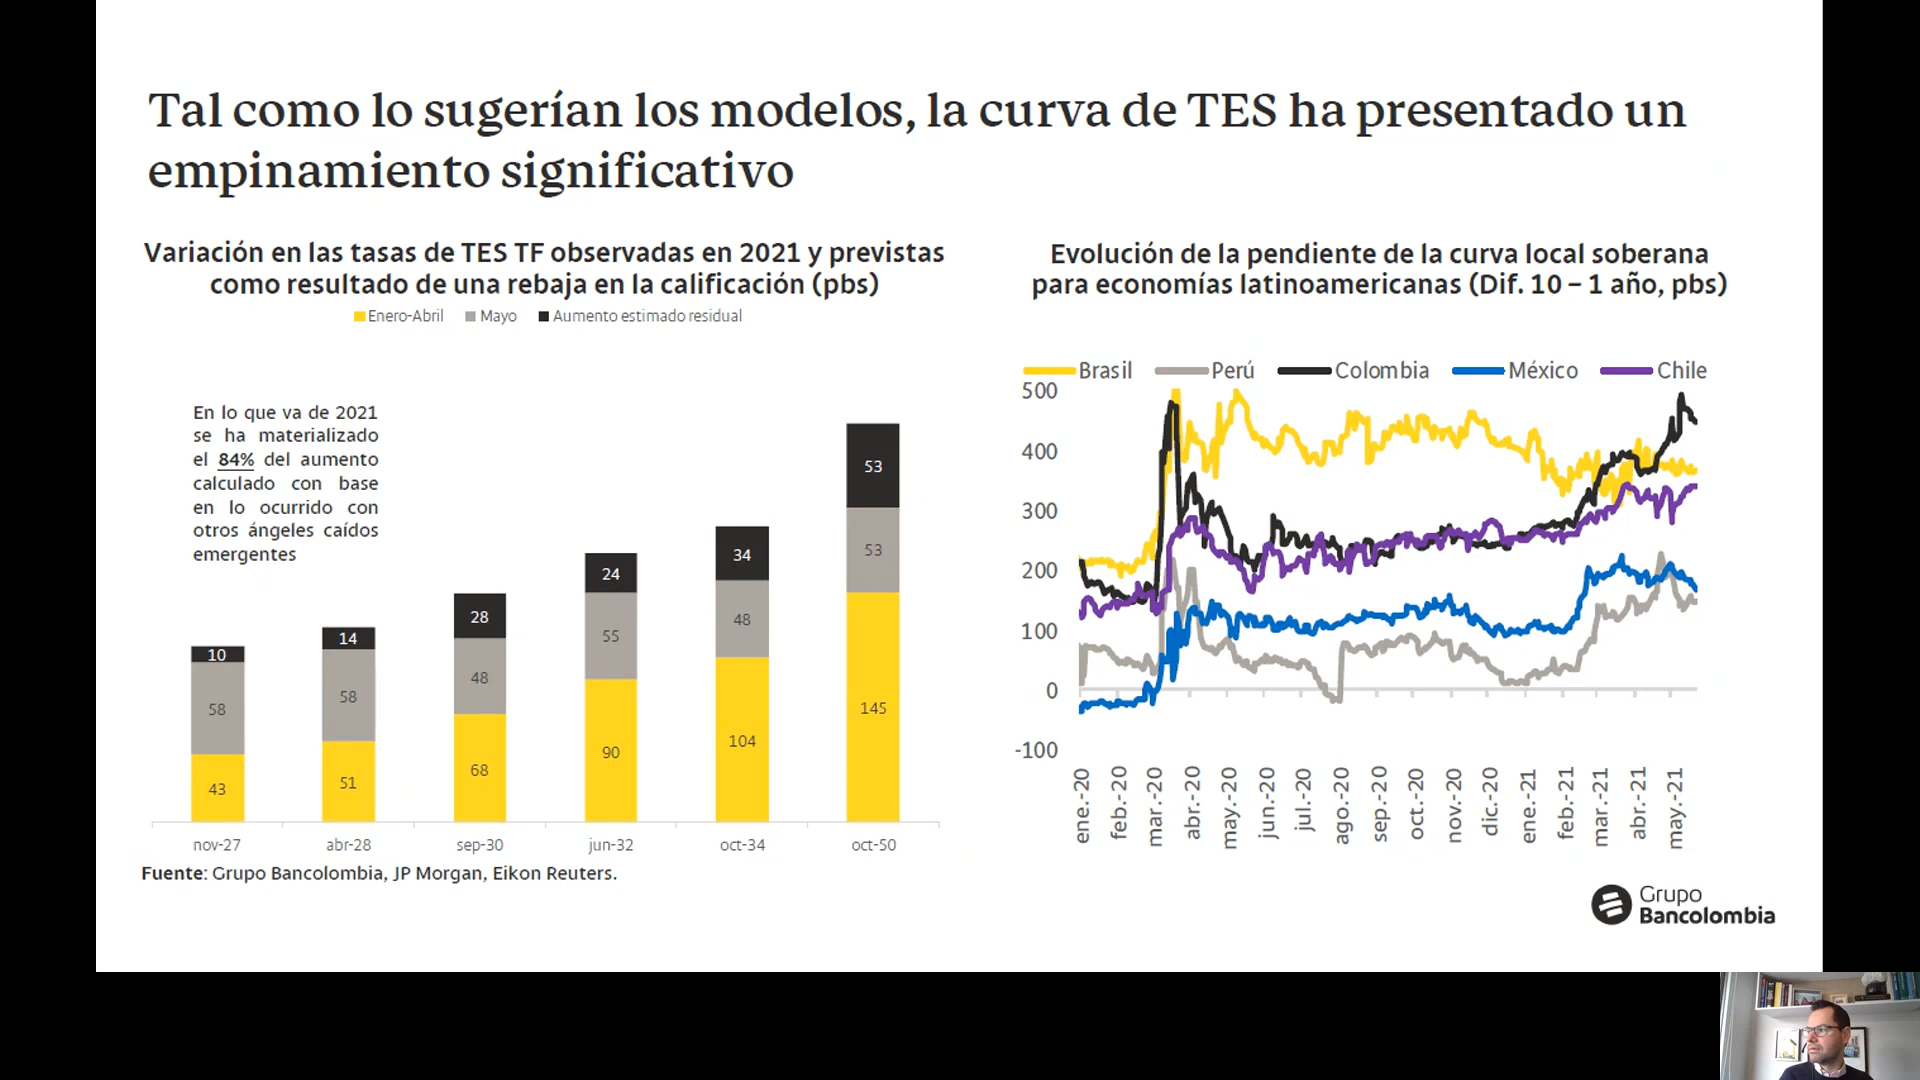 Tal como lo sugerían los modelos, la curva de TES ha presentado un
empinamiento significativo
Variación en las tasas de TES TF observadas en 2021 y previstas
como resultado de una rebaja en la calificación (pbs)
Enero-Abril Mayo Aumento estimado residual
En lo que va de 2021
se ha materializado
el 84% del aumento
calculado con base
en lo ocurrido con
otros ángeles caídos
emergentes
10 14 28 24 34 53
58 58 48 55 48 53
43 51 68 90 104 145
nov-27 abr-28 sep-30 jun-32 oct-34 oct-50
Fuente: Grupo Bancolombia, JP Morgan, Eikon Reuters.
Evolución de la pendiente de la curva local soberana
para economías latinoamericanas (Dif. 10 – 1 año, pbs)
Brasil Perú Colombia México Chile
500
400
300
200
100
0
-100
ene.-20 feb.-20 mar.-20 abr.-20 may.-20 jun.-20 jul.-20 ago.-20 sep.-20 oct.-20 nov.-20 dic.-20 ene.-21 feb.-21 mar.-21 abr.-21 may.-21
Grupo
Bancolombia